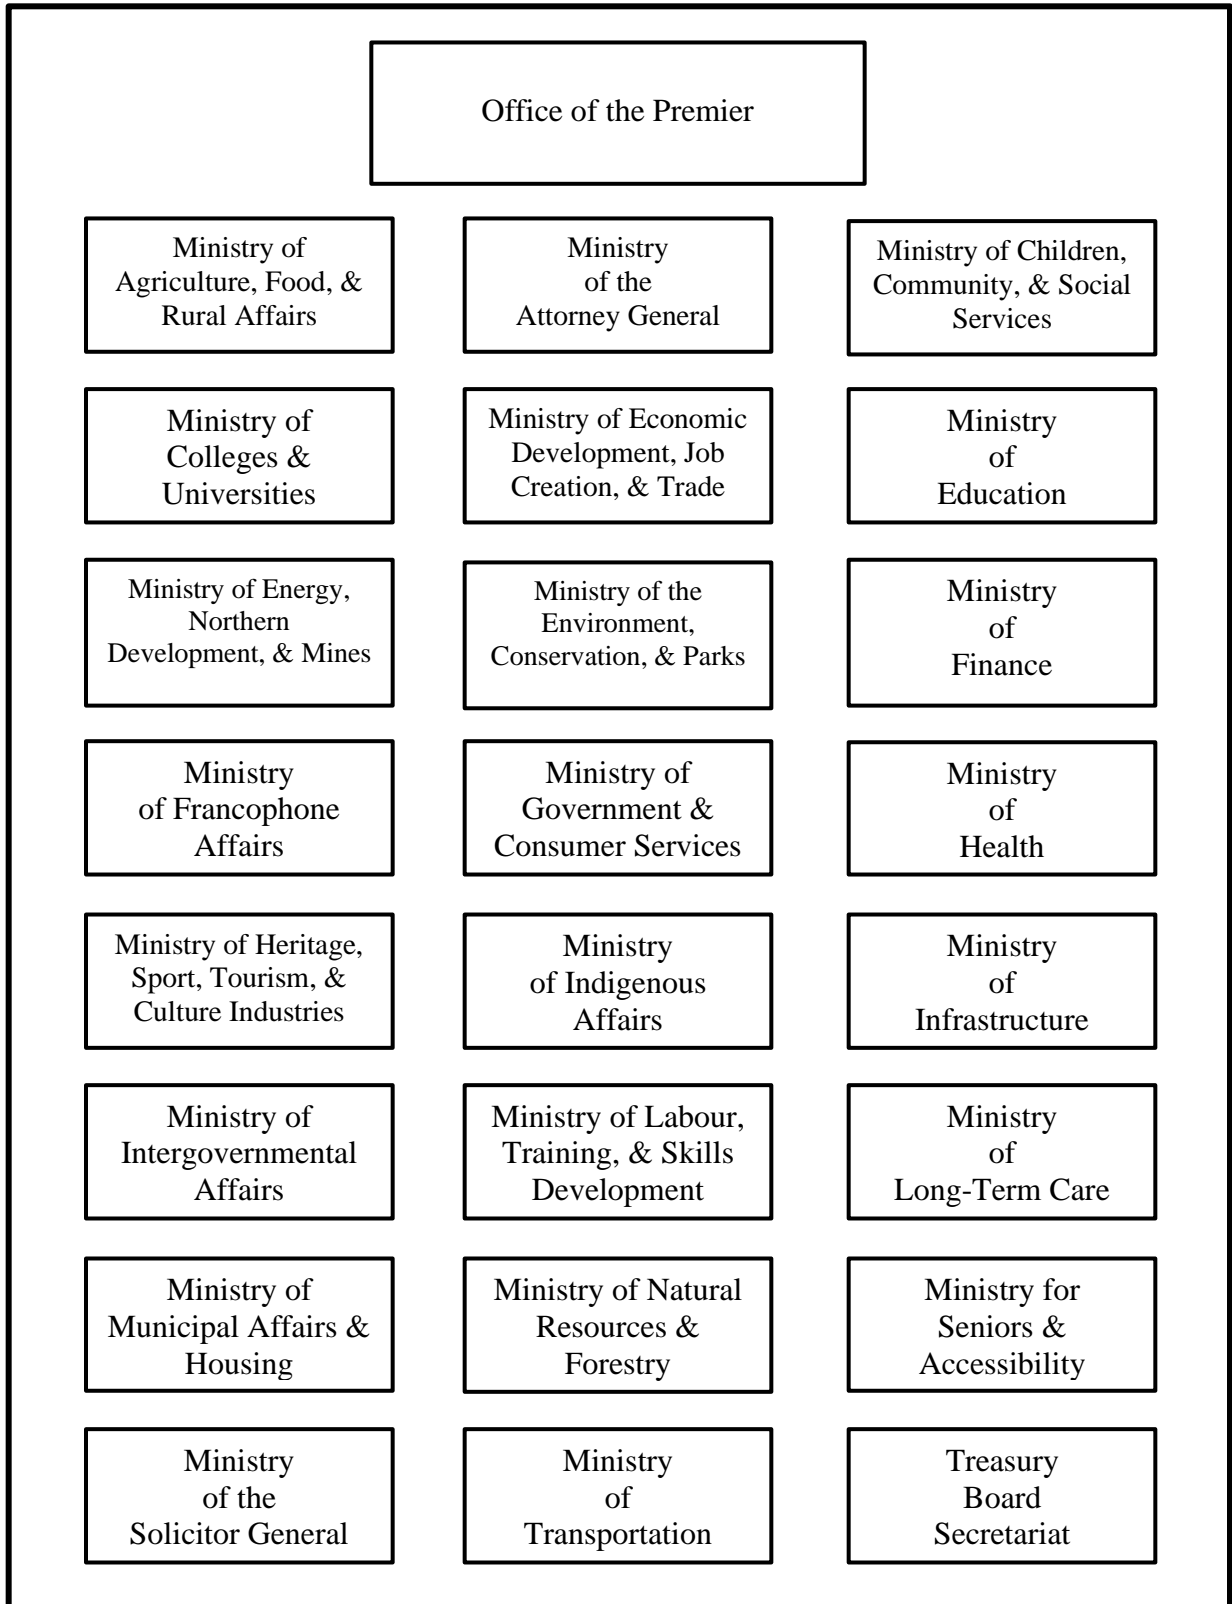 Office of the Premier
Ministry of
Agriculture, Food, &
Rural Affairs
Ministry
of the
Attorney General
Ministry of Children,
Community, & Social
Services
Ministry of
Colleges &
Universities
Ministry of Economic
Development, Job
Creation, & Trade
Ministry
of
Education
Ministry of Energy,
Northern
Development, & Mines
Ministry of the
Environment,
Conservation, & Parks
Ministry
of
Finance
Ministry
of Francophone
Affairs
Ministry of
Government &
Consumer Services
Ministry
of
Health
Ministry of Heritage,
Sport, Tourism, &
Culture Industries
Ministry
of Indigenous
Affairs
Ministry
of
Infrastructure
Ministry of
Intergovernmental
Affairs
Ministry of Labour,
Training, & Skills
Development
Ministry
of
Long-Term Care
Ministry of
Municipal Affairs &
Housing
Ministry of Natural
Resources &
Forestry
Ministry for
Seniors &
Accessibility
Ministry
of the
Solicitor General
Ministry
of
Transportation
Treasury
Board
Secretariat